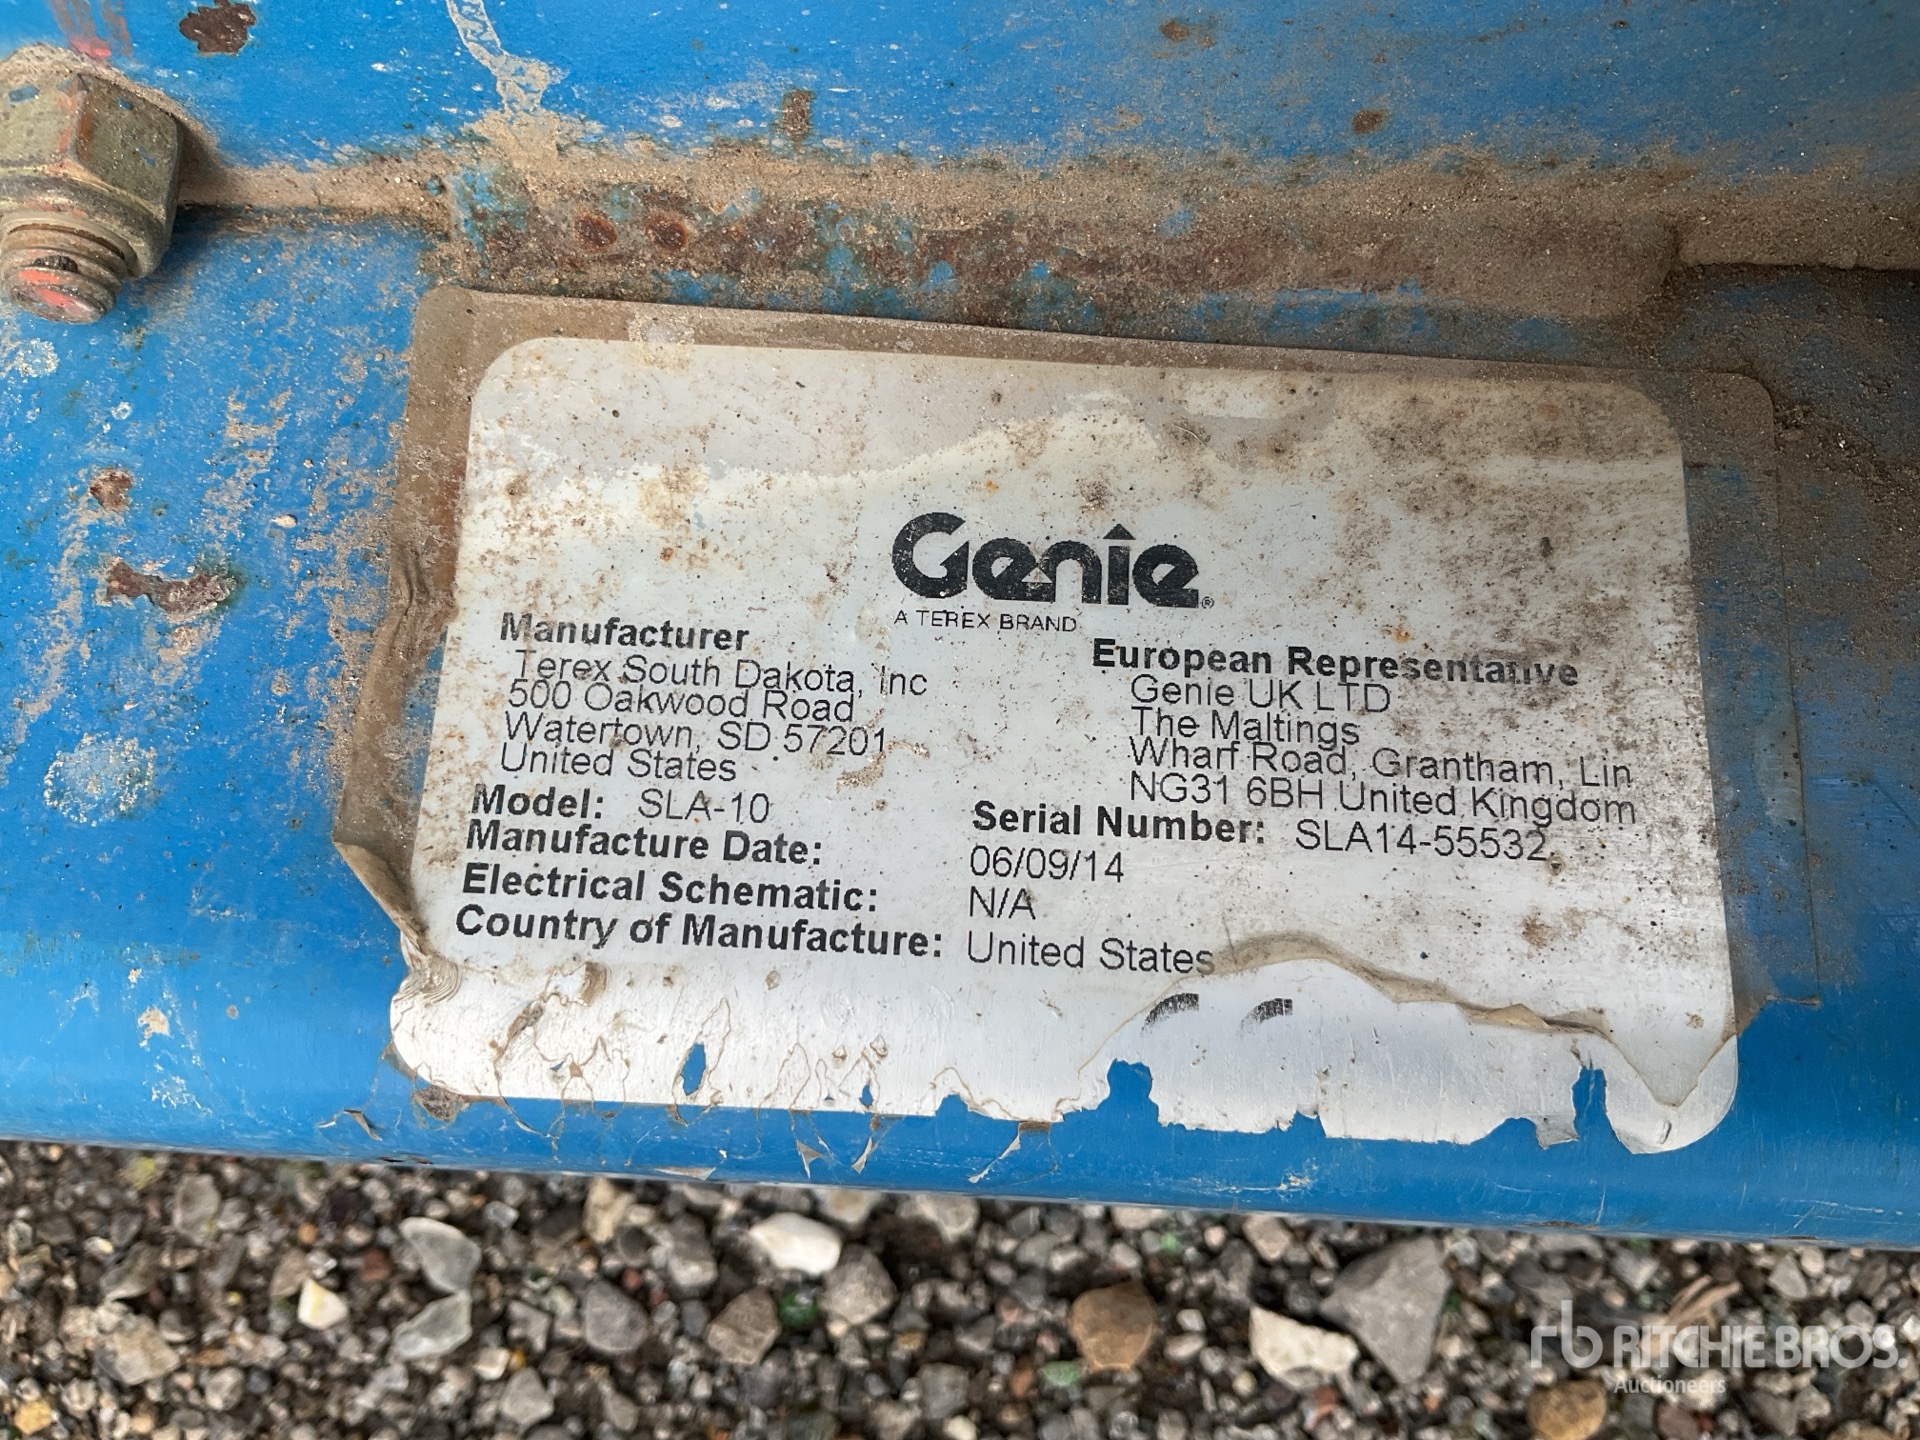 Genie®
A TEREX BRAND
Manufacturer
Terex South Dakota, Inc
500 Oakwood Road
Watertown, SD 57201
United States
European Representative
Genie UK LTD
The Maltings
Wharf Road, Grantham, Lin
NG31 6BH United Kingdom
Model: SLA-10
Serial Number: SLA14-55532
Manufacture Date: 06/09/14
Electrical Schematic: N/A
Country of Manufacture: United States
CE
rb RITCHIE BROS.
Auctioneers